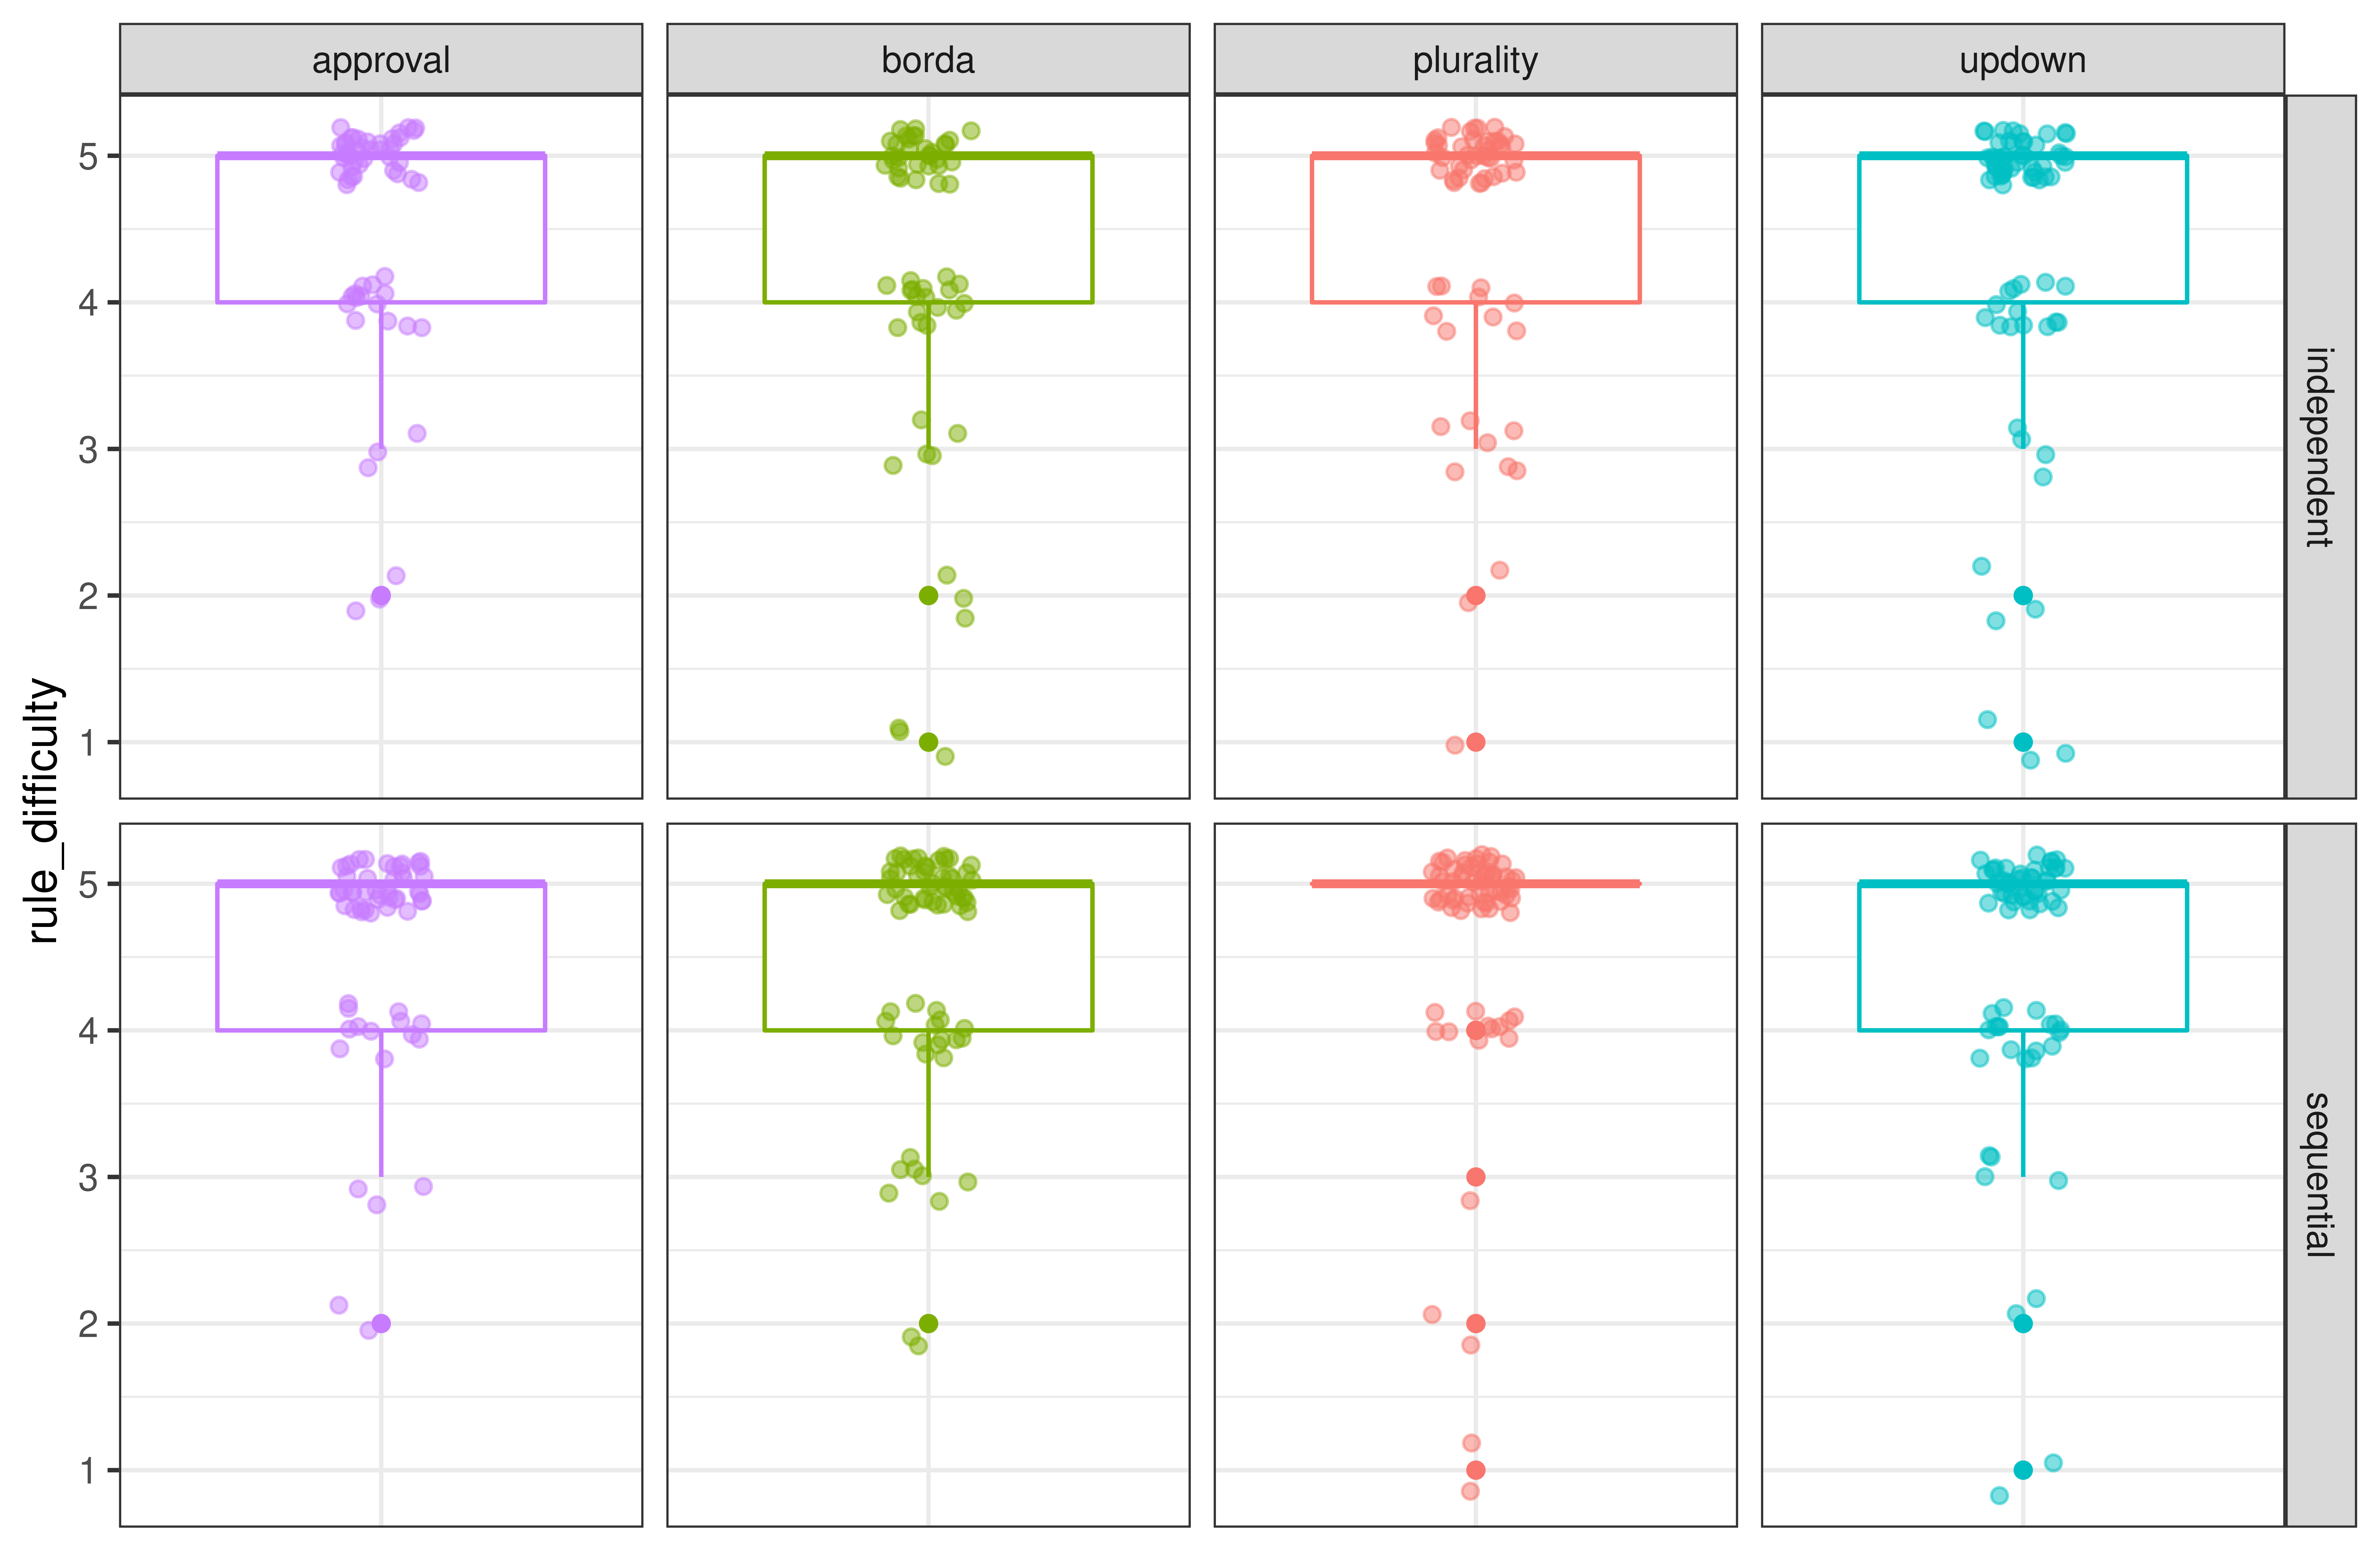 approval
borda
plurality
updown
rule_difficulty
5
4
3
2
1
independent
5
4
3
2
1
sequential